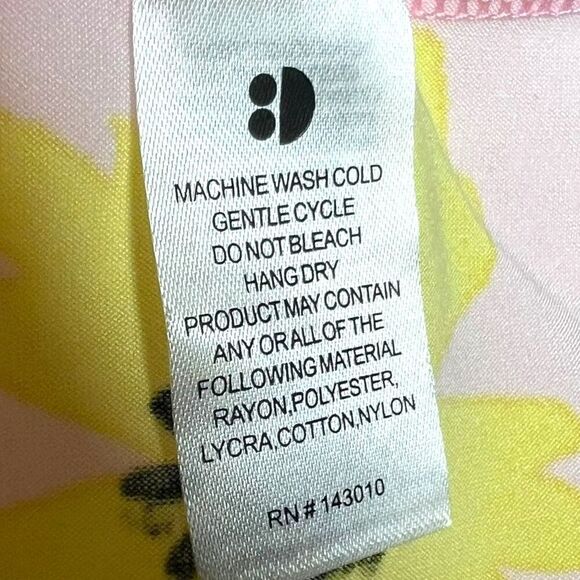 MACHINE WASH COLD
GENTLE CYCLE
DO NOT BLEACH
HANG DRY
PRODUCT MAY CONTAIN
ANY OR ALL OF THE
FOLLOWING MATERIAL
RAYON,POLYESTER,
LYCRA,COTTON,NYLON
RN # 143010